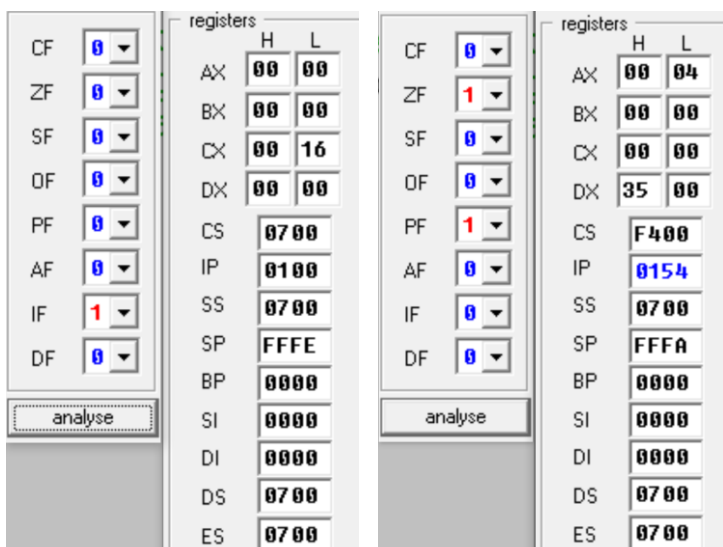 CF 0
ZF 0
SF 0
OF 0
PF 0
AF 0
IF 1
DF 0
analyse
registers
H L
AX 00 00
BX 00 00
CX 00 16
DX 00 00
CS 0700
IP 0100
SS 0700
SP FFFE
BP 0000
SI 0000
DI 0000
DS 0700
ES 0700
CF 0
ZF 1
SF 0
OF 0
PF 1
AF 0
IF 0
DF 0
analyse
registers
H L
AX 00 04
BX 00 00
CX 00 00
DX 35 00
CS F400
IP 0154
SS 0700
SP FFFA
BP 0000
SI 0000
DI 0000
DS 0700
ES 0700